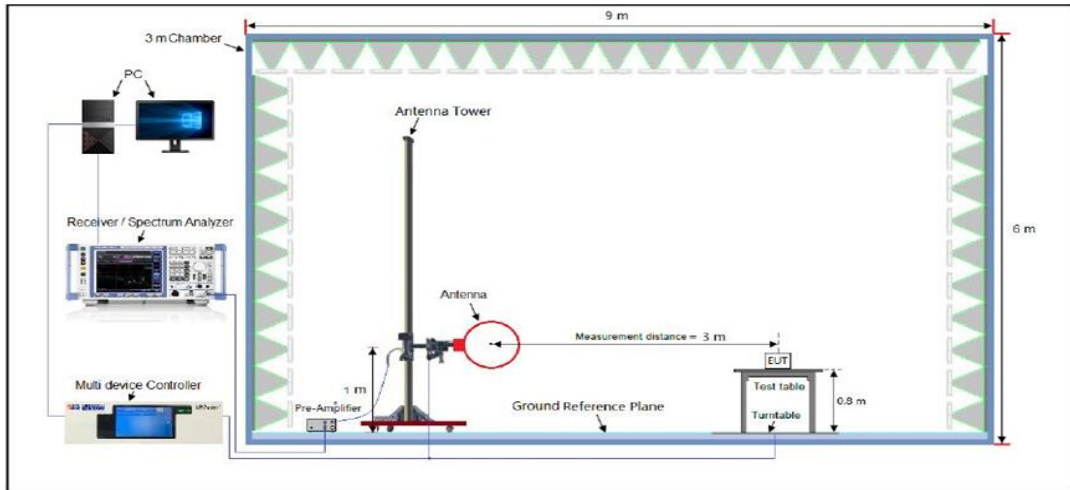 9 m
3 m Chamber
PC
Antenna Tower
6 m
Receiver / Spectrum Analyzer
Antenna
Measurement distance = 3 m
EUT
1 m
Test table
0.8 m
Multi device Controller
Pre-Amplifier
Ground Reference Plane
Turntable